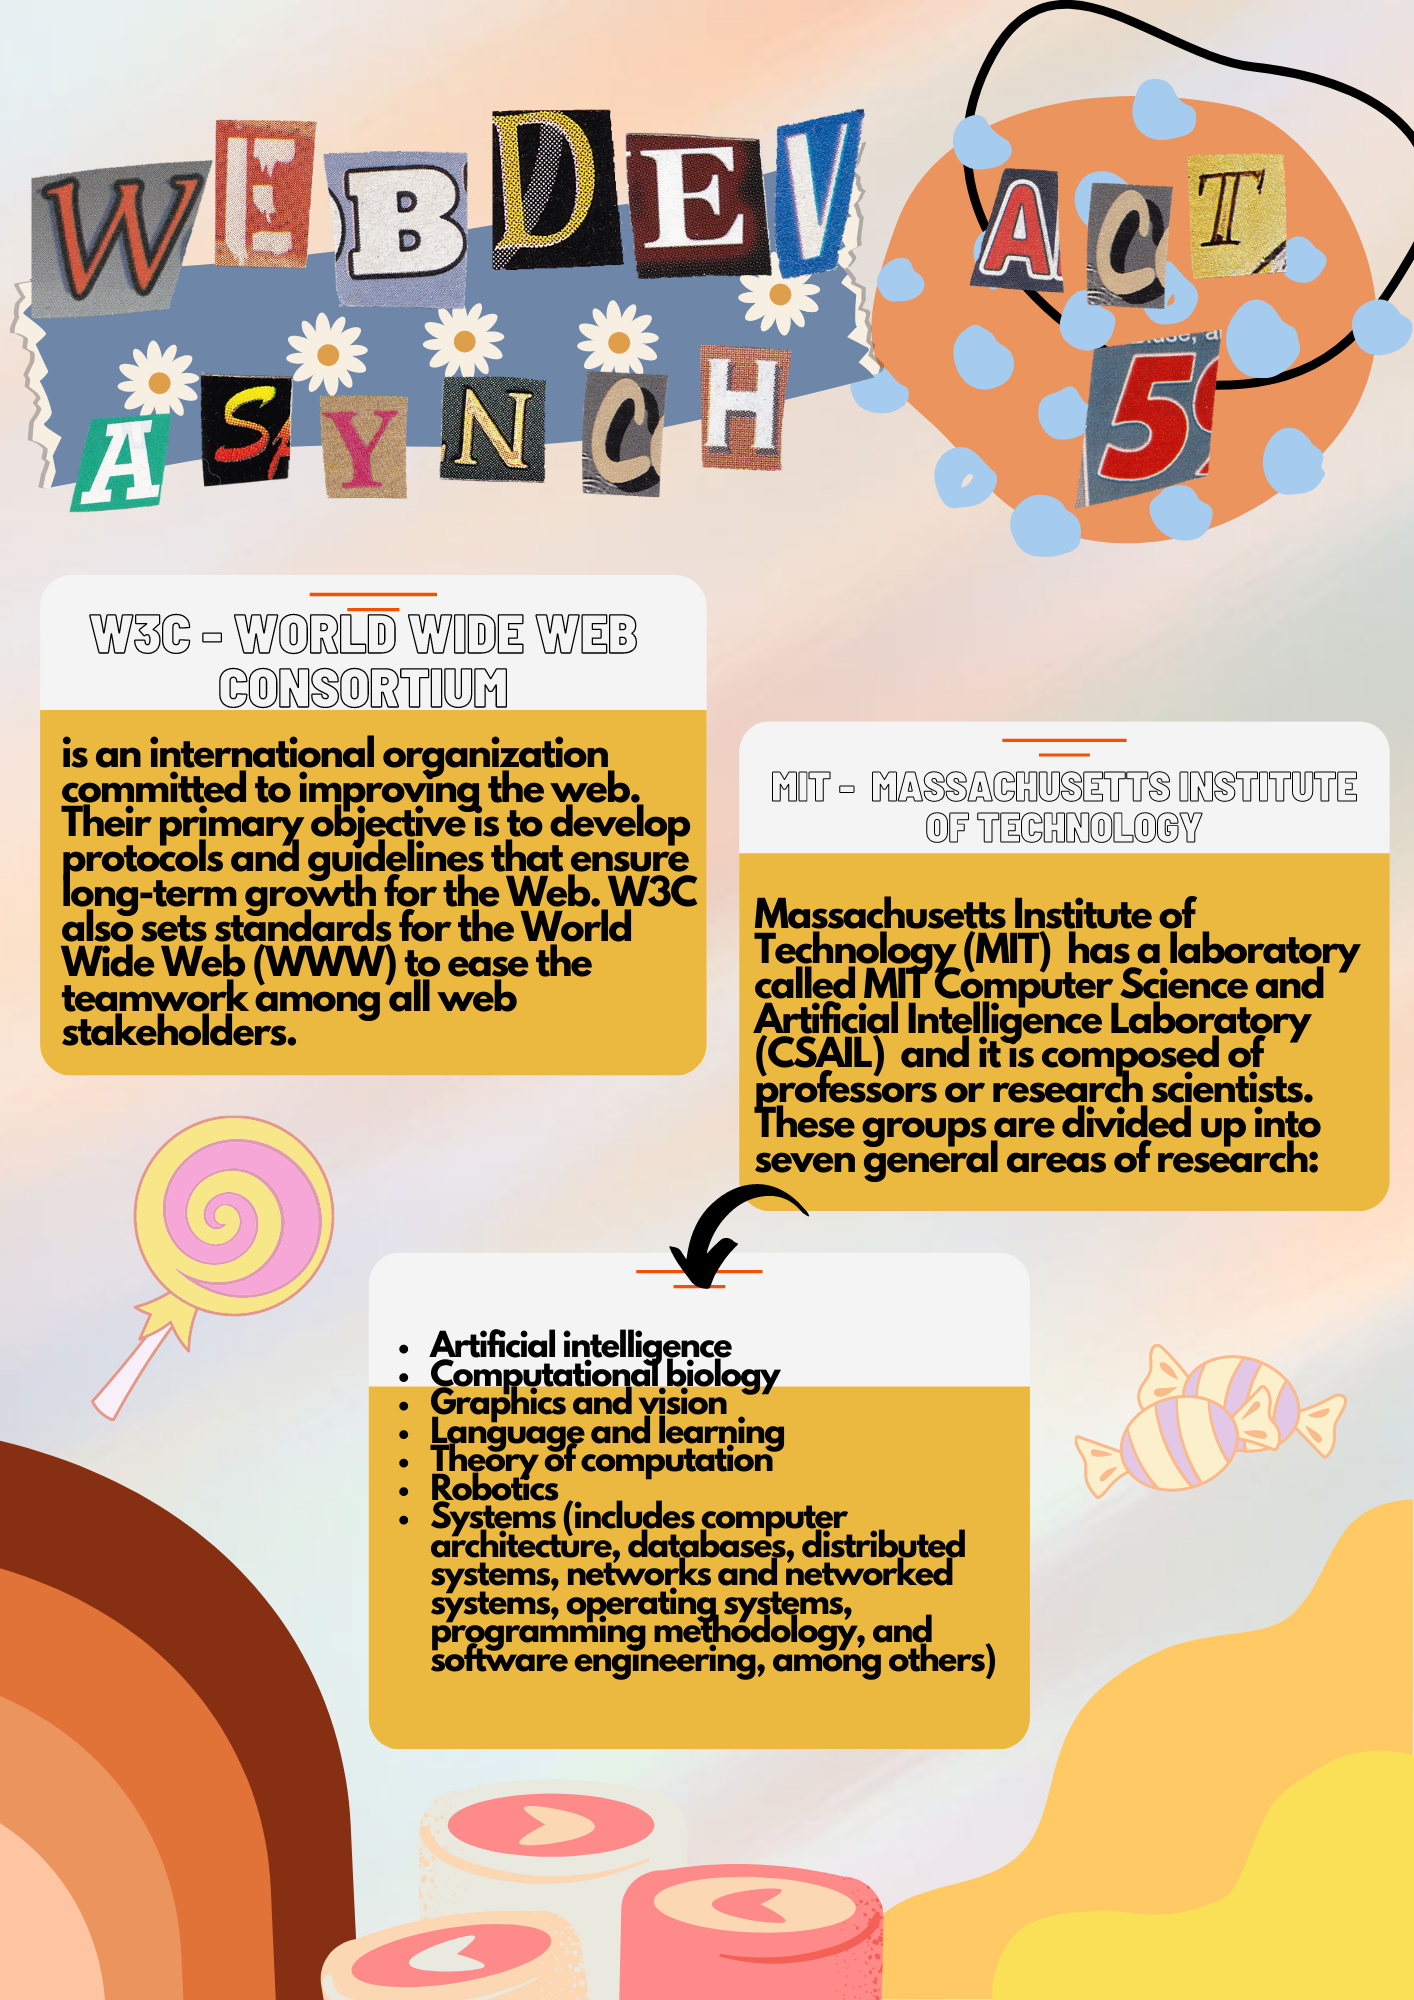 WEBDEV
ASYNCH
ACT
5
W3C - WORLD WIDE WEB
CONSORTIUM
is an international organization
committed to improving the web.
Their primary objective is to develop
protocols and guidelines that ensure
long-term growth for the Web. W3C
also sets standards for the World
Wide Web (WWW) to ease the
teamwork among all web
stakeholders.
MIT - MASSACHUSETTS INSTITUTE
OF TECHNOLOGY
Massachusetts Institute of
Technology (MIT) has a laboratory
called MIT Computer Science and
Artificial Intelligence Laboratory
(CSAIL) and it is composed of
professors or research scientists.
These groups are divided up into
seven general areas of research:
• Artificial intelligence
• Computational biology
• Graphics and vision
• Language and learning
• Theory of computation
• Robotics
• Systems (includes computer
architecture, databases, distributed
systems, networks and networked
systems, operating systems,
programming methodology, and
software engineering, among others)